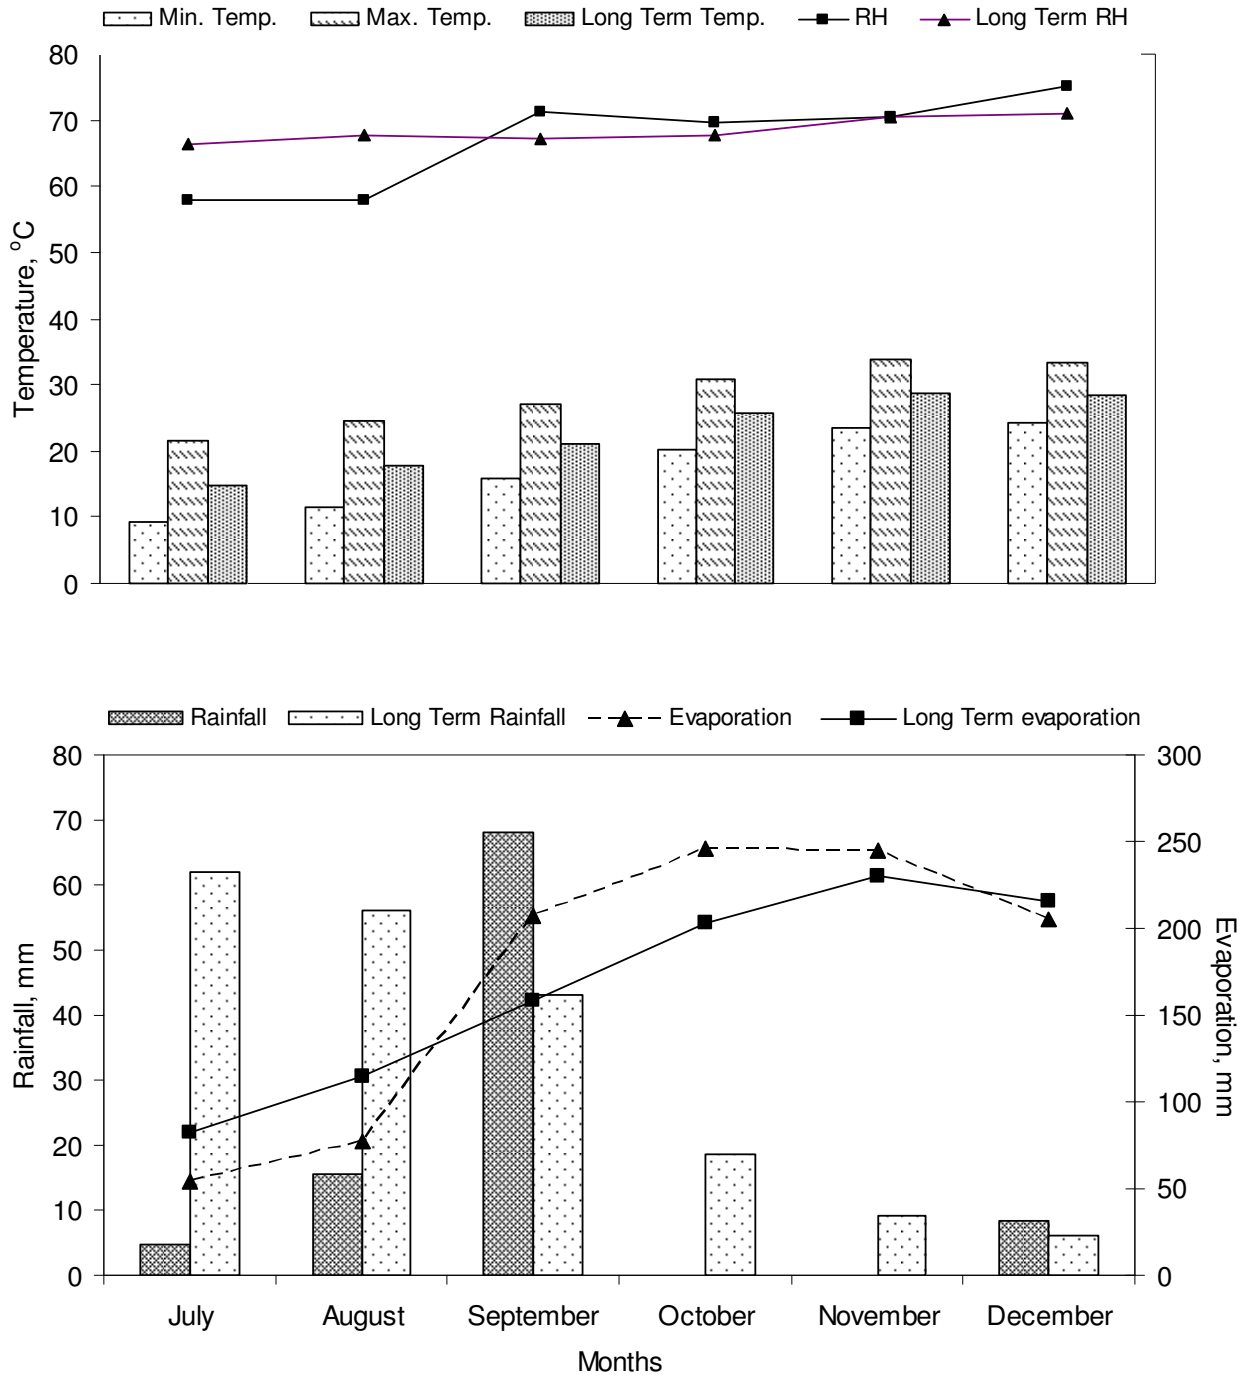 Min. Temp. Max. Temp. Long Term Temp. RH Long Term RH
80
70
60
50
40
30
20
10
0
Temperature, °C
Rainfall Long Term Rainfall Evaporation Long Term evaporation
80 300
70 250
60 200
50 150
40 100
30 50
20 0
10
0
Rainfall, mm
Evaporation, mm
July August September October November December
Months